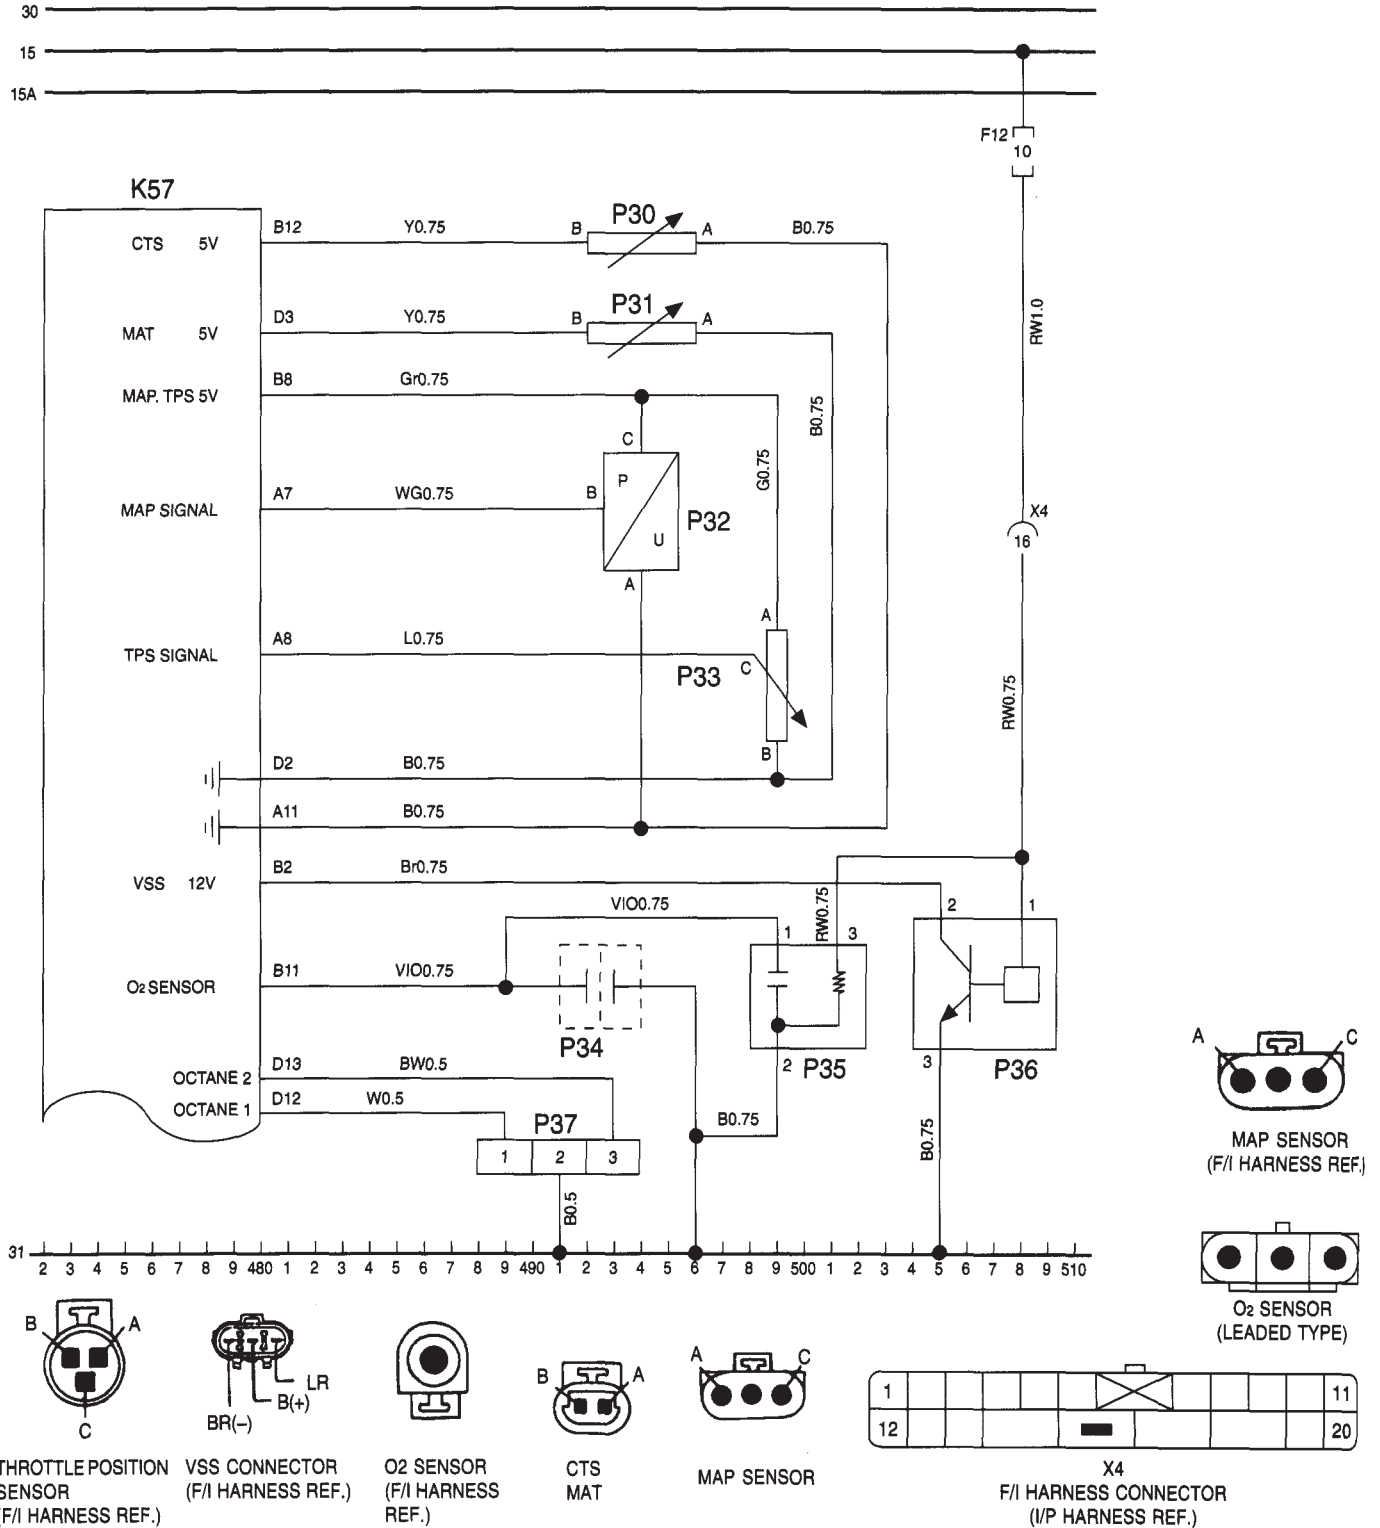 30
15
15A
F12
10
K57
CTS 5V
B12
Y0.75
B
P30
A
B0.75
RW1.0
MAT 5V
D3
Y0.75
B
P31
A
B0.75
MAP. TPS 5V
B8
Gr0.75
C
P
U
G0.75
MAP SIGNAL
A7
WG0.75
B
P32
A
X4
16
TPS SIGNAL
A8
L0.75
A
P33
C
B
RW0.75
D2
B0.75
A11
B0.75
VSS 12V
B2
Br0.75
VIO0.75
RW0.75
1
3
2
1
O2 SENSOR
B11
VIO0.75
P34
2
P35
3
P36
OCTANE 2
D13
BW0.5
OCTANE 1
D12
W0.5
P37
1
2
3
B0.5
B0.75
B0.75
A
C
MAP SENSOR
(F/I HARNESS REF.)
31
2 3 4 5 6 7 8 9 480 1 2 3 4 5 6 7 8 9 490 1 2 3 4 5 6 7 8 9 500 1 2 3 4 5 6 7 8 9 510
O2 SENSOR
(LEADED TYPE)
B
A
C
THROTTLE POSITION
SENSOR
(F/I HARNESS REF.)
LR
B(+)
BR(–)
VSS CONNECTOR
(F/I HARNESS REF.)
O2 SENSOR
(F/I HARNESS
REF.)
B
A
CTS
MAT
A
C
MAP SENSOR
1
11
12
20
X4
F/I HARNESS CONNECTOR
(I/P HARNESS REF.)